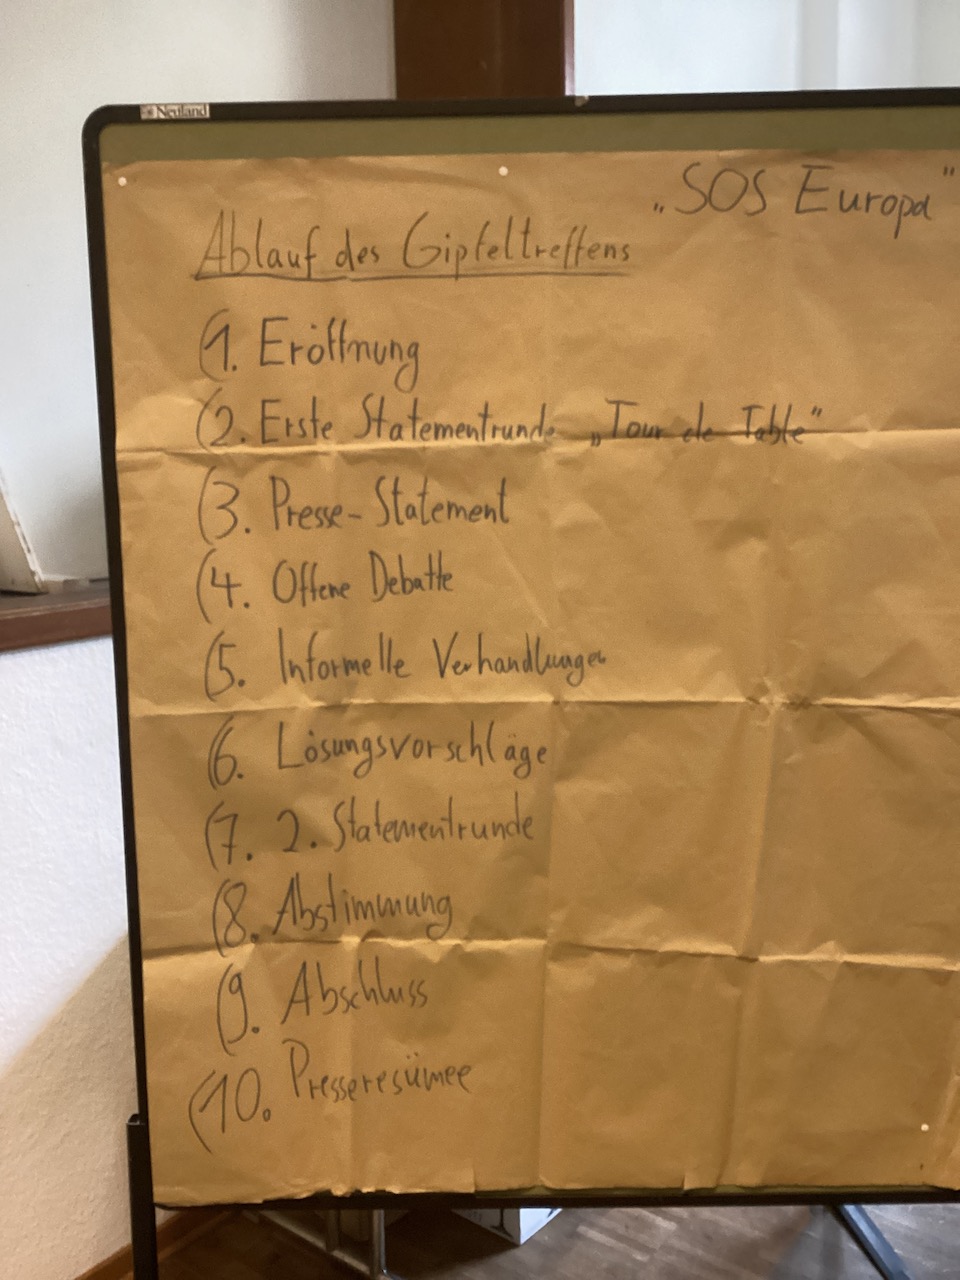 Neuland
„SOS Europa"
Ablauf des Gipfeltreffens
(1. Eröffnung
(2. Erste Statementrunde „Tour de Table"
(3. Presse-Statement
(4. Offene Debatte
(5. Informelle Verhandlungen
(6. Lösungsvorschläge
(7. 2. Statementrunde
(8. Abstimmung
(9. Abschluss
(10. Presseresümee